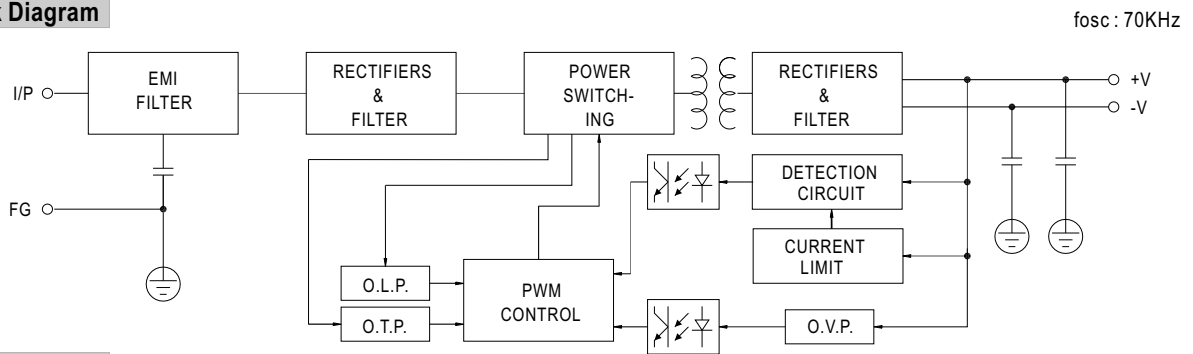 Diagram
fosc : 70KHz
I/P
EMI
FILTER
RECTIFIERS
&
FILTER
POWER
SWITCH-
ING
RECTIFIERS
&
FILTER
+V
-V
FG
DETECTION
CIRCUIT
CURRENT
LIMIT
O.L.P.
O.T.P.
PWM
CONTROL
O.V.P.